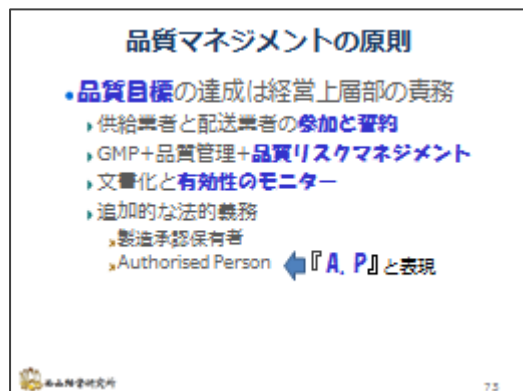 品質マネジメントの原則
品質目標の達成は経営上層部の責務
供給業者と配送業者の参加と誓約
GMP+品質管理+品質リスクマネジメント
文書化と有効性のモニター
追加的な法的義務
製造承認保有者
Authorised Person 『A. P』と表現
73